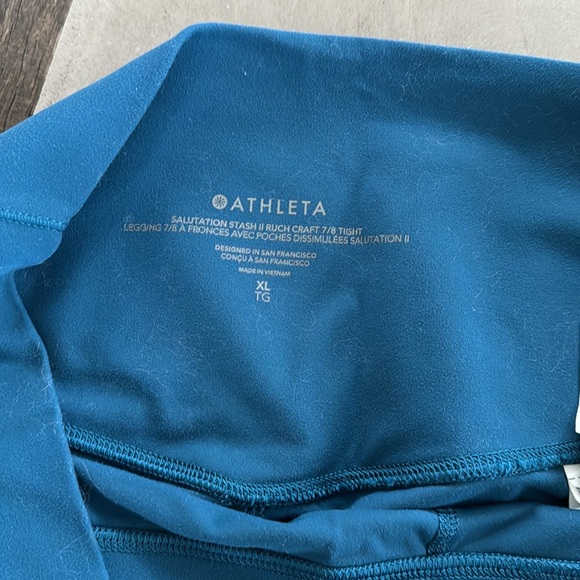 ATHLETA
SALUTATION STASH II RUCH CRAFT 7/8 TIGHT
LEGGING 7/8 À FRONCES AVEC POCHES DISSIMULÉES SALUTATION II
DESIGNED IN SAN FRANCISCO
CONÇU À SAN FRANCISCO
MADE IN VIETNAM
XL
TG